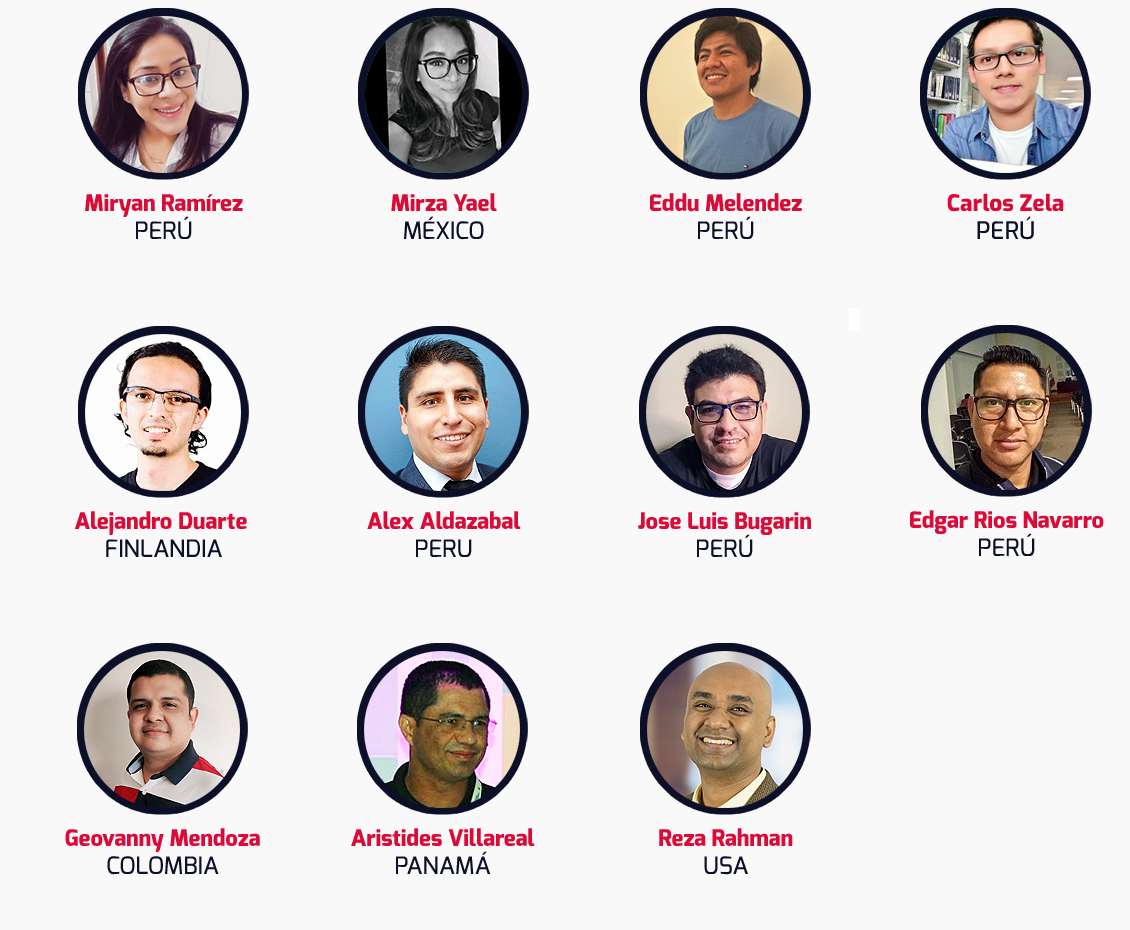 Miryan Ramírez
PERÚ
Mirza Yael
MÉXICO
Eddu Melendez
PERÚ
Carlos Zela
PERÚ
Alejandro Duarte
FINLANDIA
Alex Aldazabal
PERU
Jose Luis Bugarin
PERÚ
Edgar Rios Navarro
PERÚ
Geovanny Mendoza
COLOMBIA
Aristides Villareal
PANAMÁ
Reza Rahman
USA